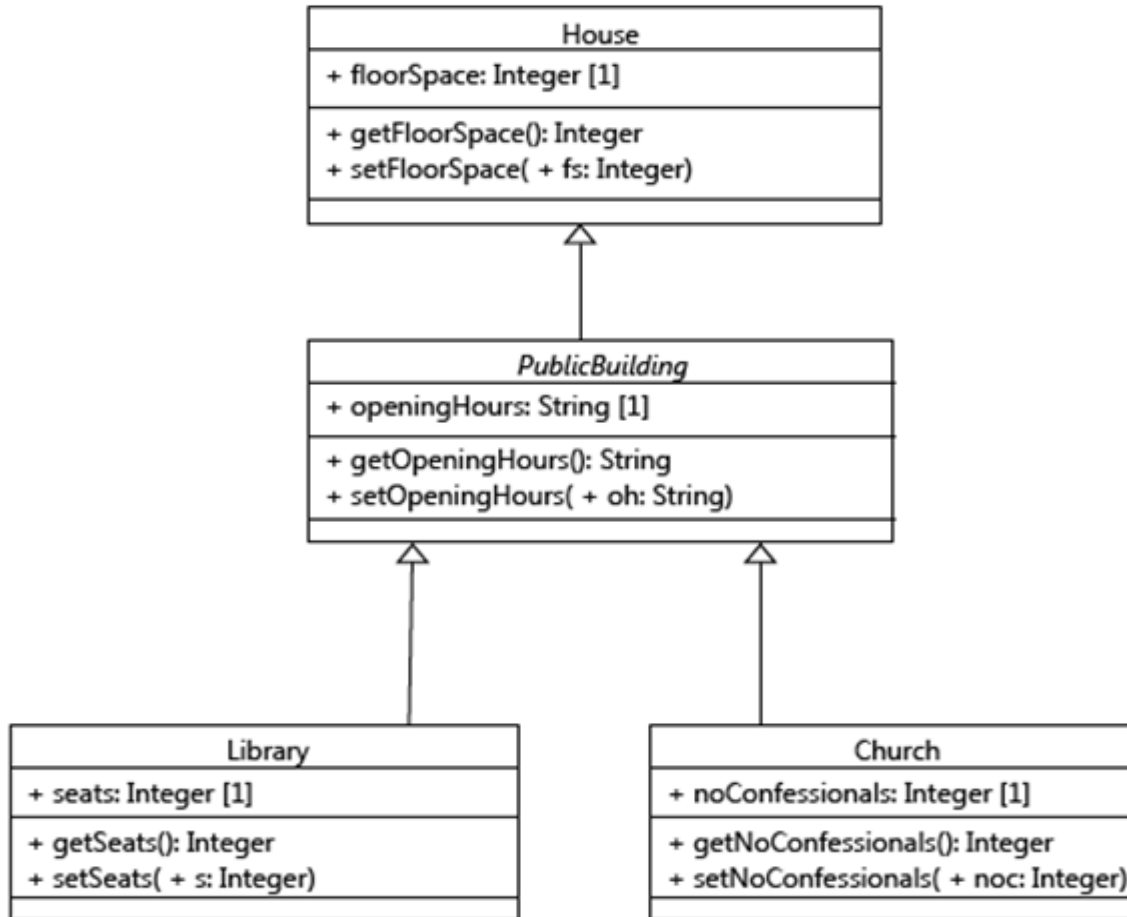 House
+ floorSpace: Integer [1]
+ getFloorSpace(): Integer
+ setFloorSpace( + fs: Integer)
PublicBuilding
+ openingHours: String [1]
+ getOpeningHours(): String
+ setOpeningHours( + oh: String)
Library
+ seats: Integer [1]
+ getSeats(): Integer
+ setSeats( + s: Integer)
Church
+ noConfessionals: Integer [1]
+ getNoConfessionals(): Integer
+ setNoConfessionals( + noc: Integer)